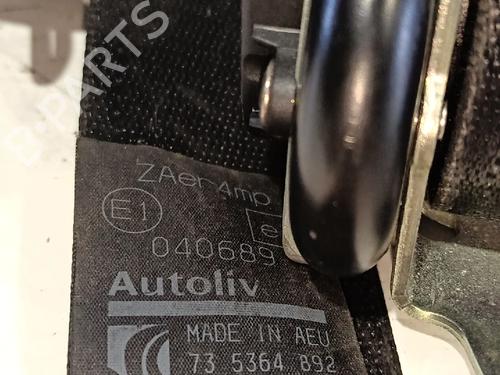 B-PARTS
ZAer4mp
E1 e
040689
Autoliv
MADE IN AEU
73 5364 892